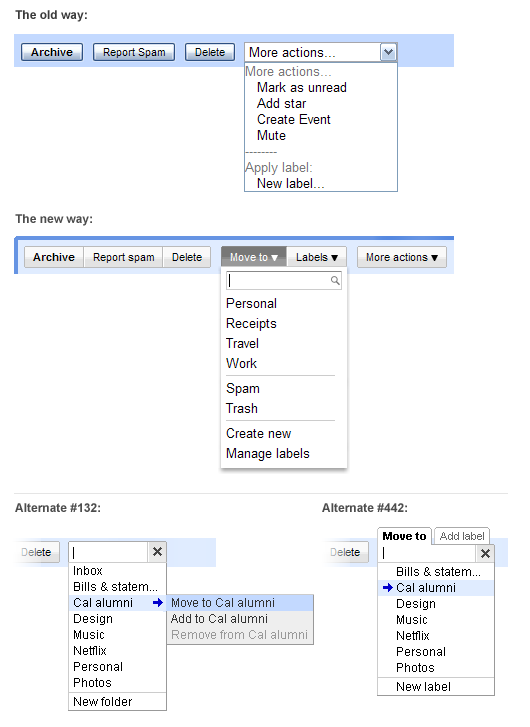 The old way:
Archive Report Spam Delete More actions...
More actions...
Mark as unread
Add star
Create Event
Mute
--------
Apply label:
New label...
The new way:
Archive Report spam Delete Move to ▼ Labels ▼ More actions ▼
Personal
Receipts
Travel
Work
Spam
Trash
Create new
Manage labels
Alternate #132:
Delete
Inbox
Bills & statem...
Cal alumni
Design
Music
Netflix
Personal
Photos
New folder
Move to Cal alumni
Add to Cal alumni
Remove from Cal alumni
Alternate #442:
Delete
Move to Add label
Bills & statem...
Cal alumni
Design
Music
Netflix
Personal
Photos
New label